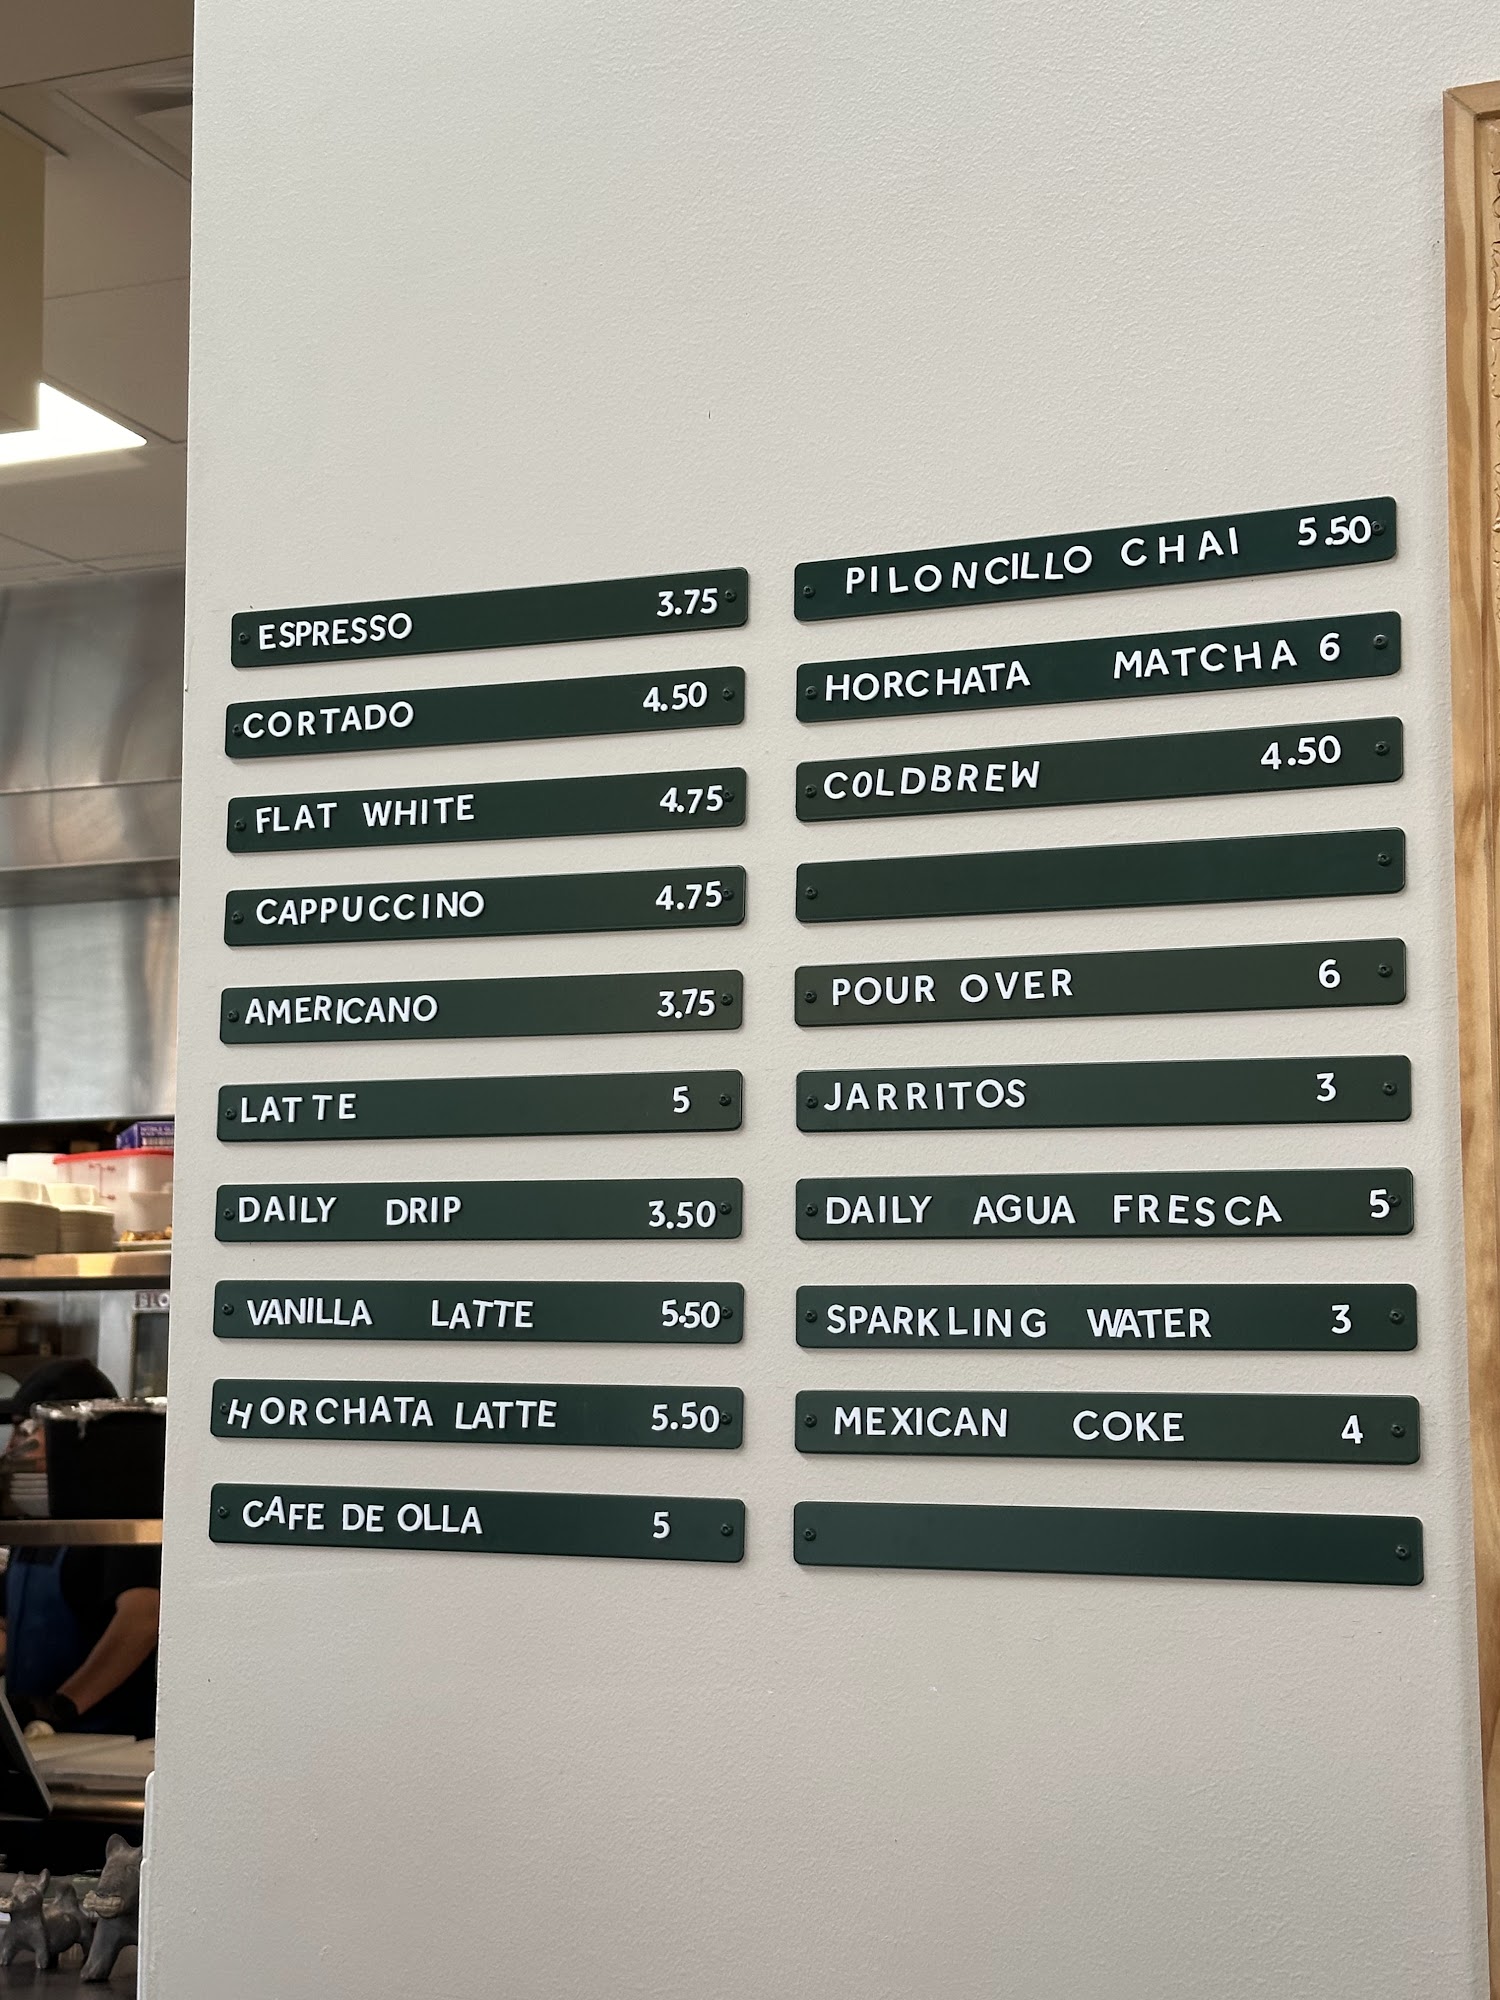 ESPRESSO 3.75
CORTADO 4.50
FLAT WHITE 4.75
CAPPUCCINO 4.75
AMERICANO 3.75
LATTE 5
DAILY DRIP 3.50
VANILLA LATTE 5.50
HORCHATA LATTE 5.50
CAFE DE OLLA 5
PILONCILLO CHAI 5.50
HORCHATA MATCHA 6
COLDBREW 4.50
POUR OVER 6
JARRITOS 3
DAILY AGUA FRESCA 5
SPARKLING WATER 3
MEXICAN COKE 4